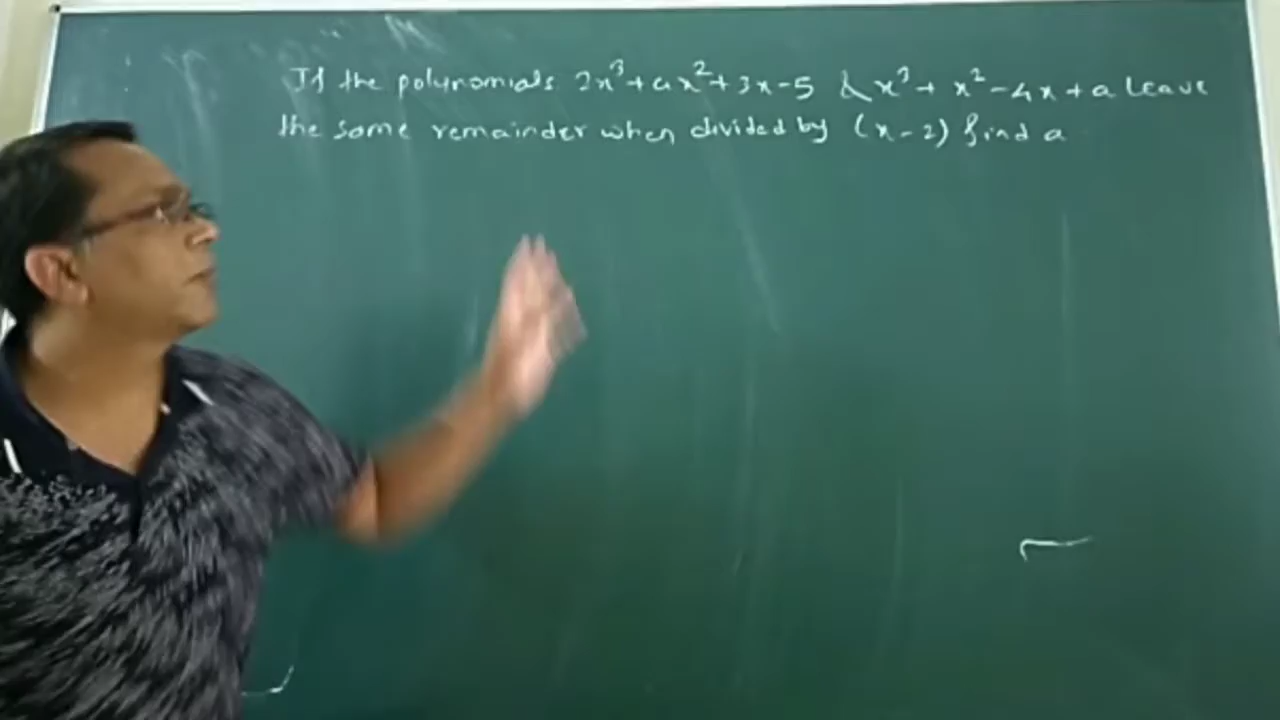 If the polynomials 2x³+ax²+3x-5 & x³+x²-4x+a leave
the same remainder when divided by (x-2) find a